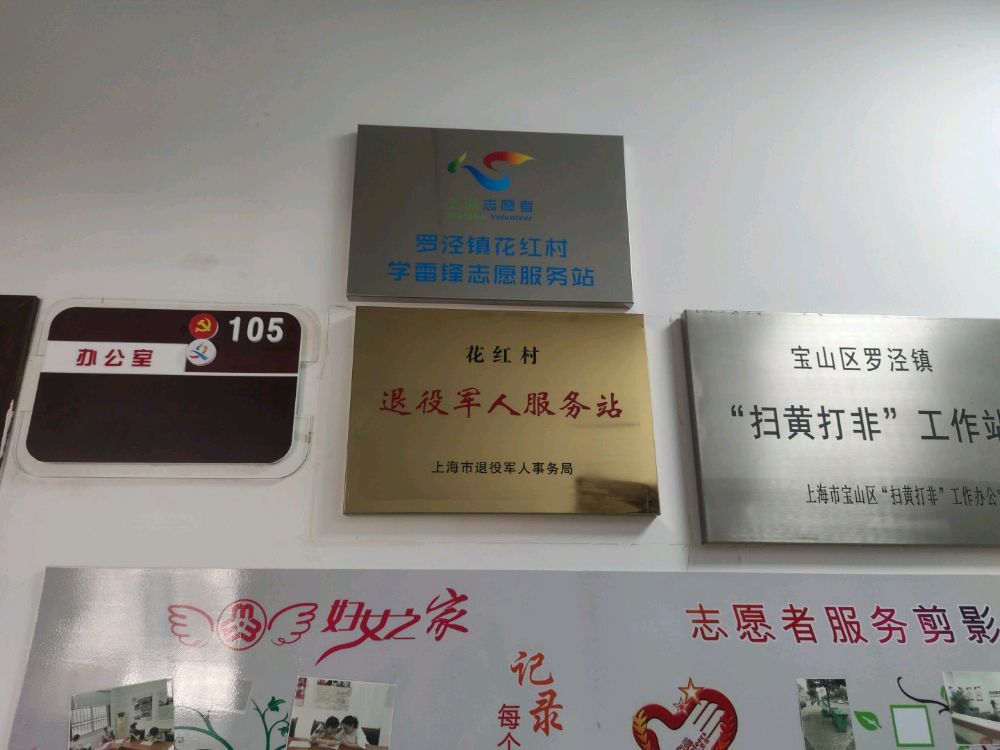 上海志愿者
Shanghai Volunteer
罗泾镇花红村
学雷锋志愿服务站
105
办公室
花红村
退役军人服务站
上海市退役军人事务局
宝山区罗泾镇
“扫黄打非”工作站
上海市宝山区“扫黄打非”工作办公
妇女之家
志愿者服务剪影
记录
每个